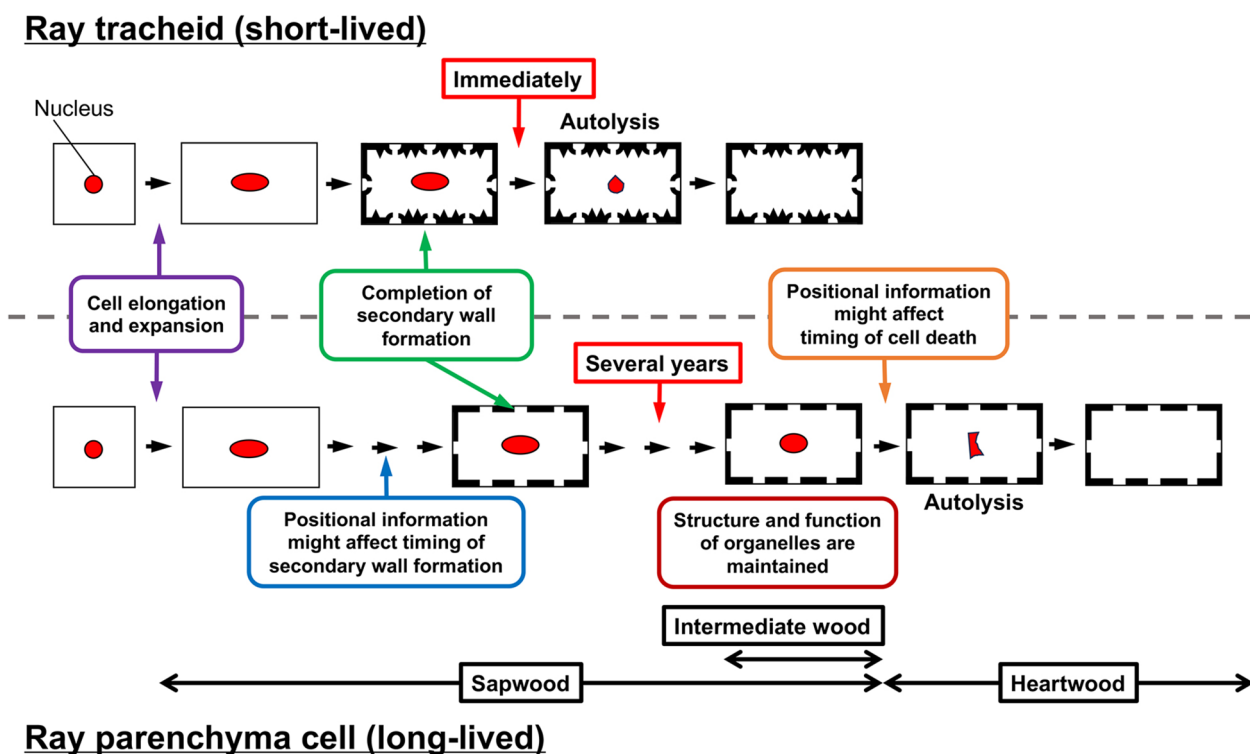 Ray tracheid (short-lived)
Immediately
Nucleus
Autolysis
Cell elongation
and expansion
Completion of
secondary wall
formation
Positional information
might affect
timing of cell death
Several years
Positional information
might affect timing of
secondary wall formation
Structure and function
of organelles are
maintained
Autolysis
Intermediate wood
Sapwood
Heartwood
Ray parenchyma cell (long-lived)